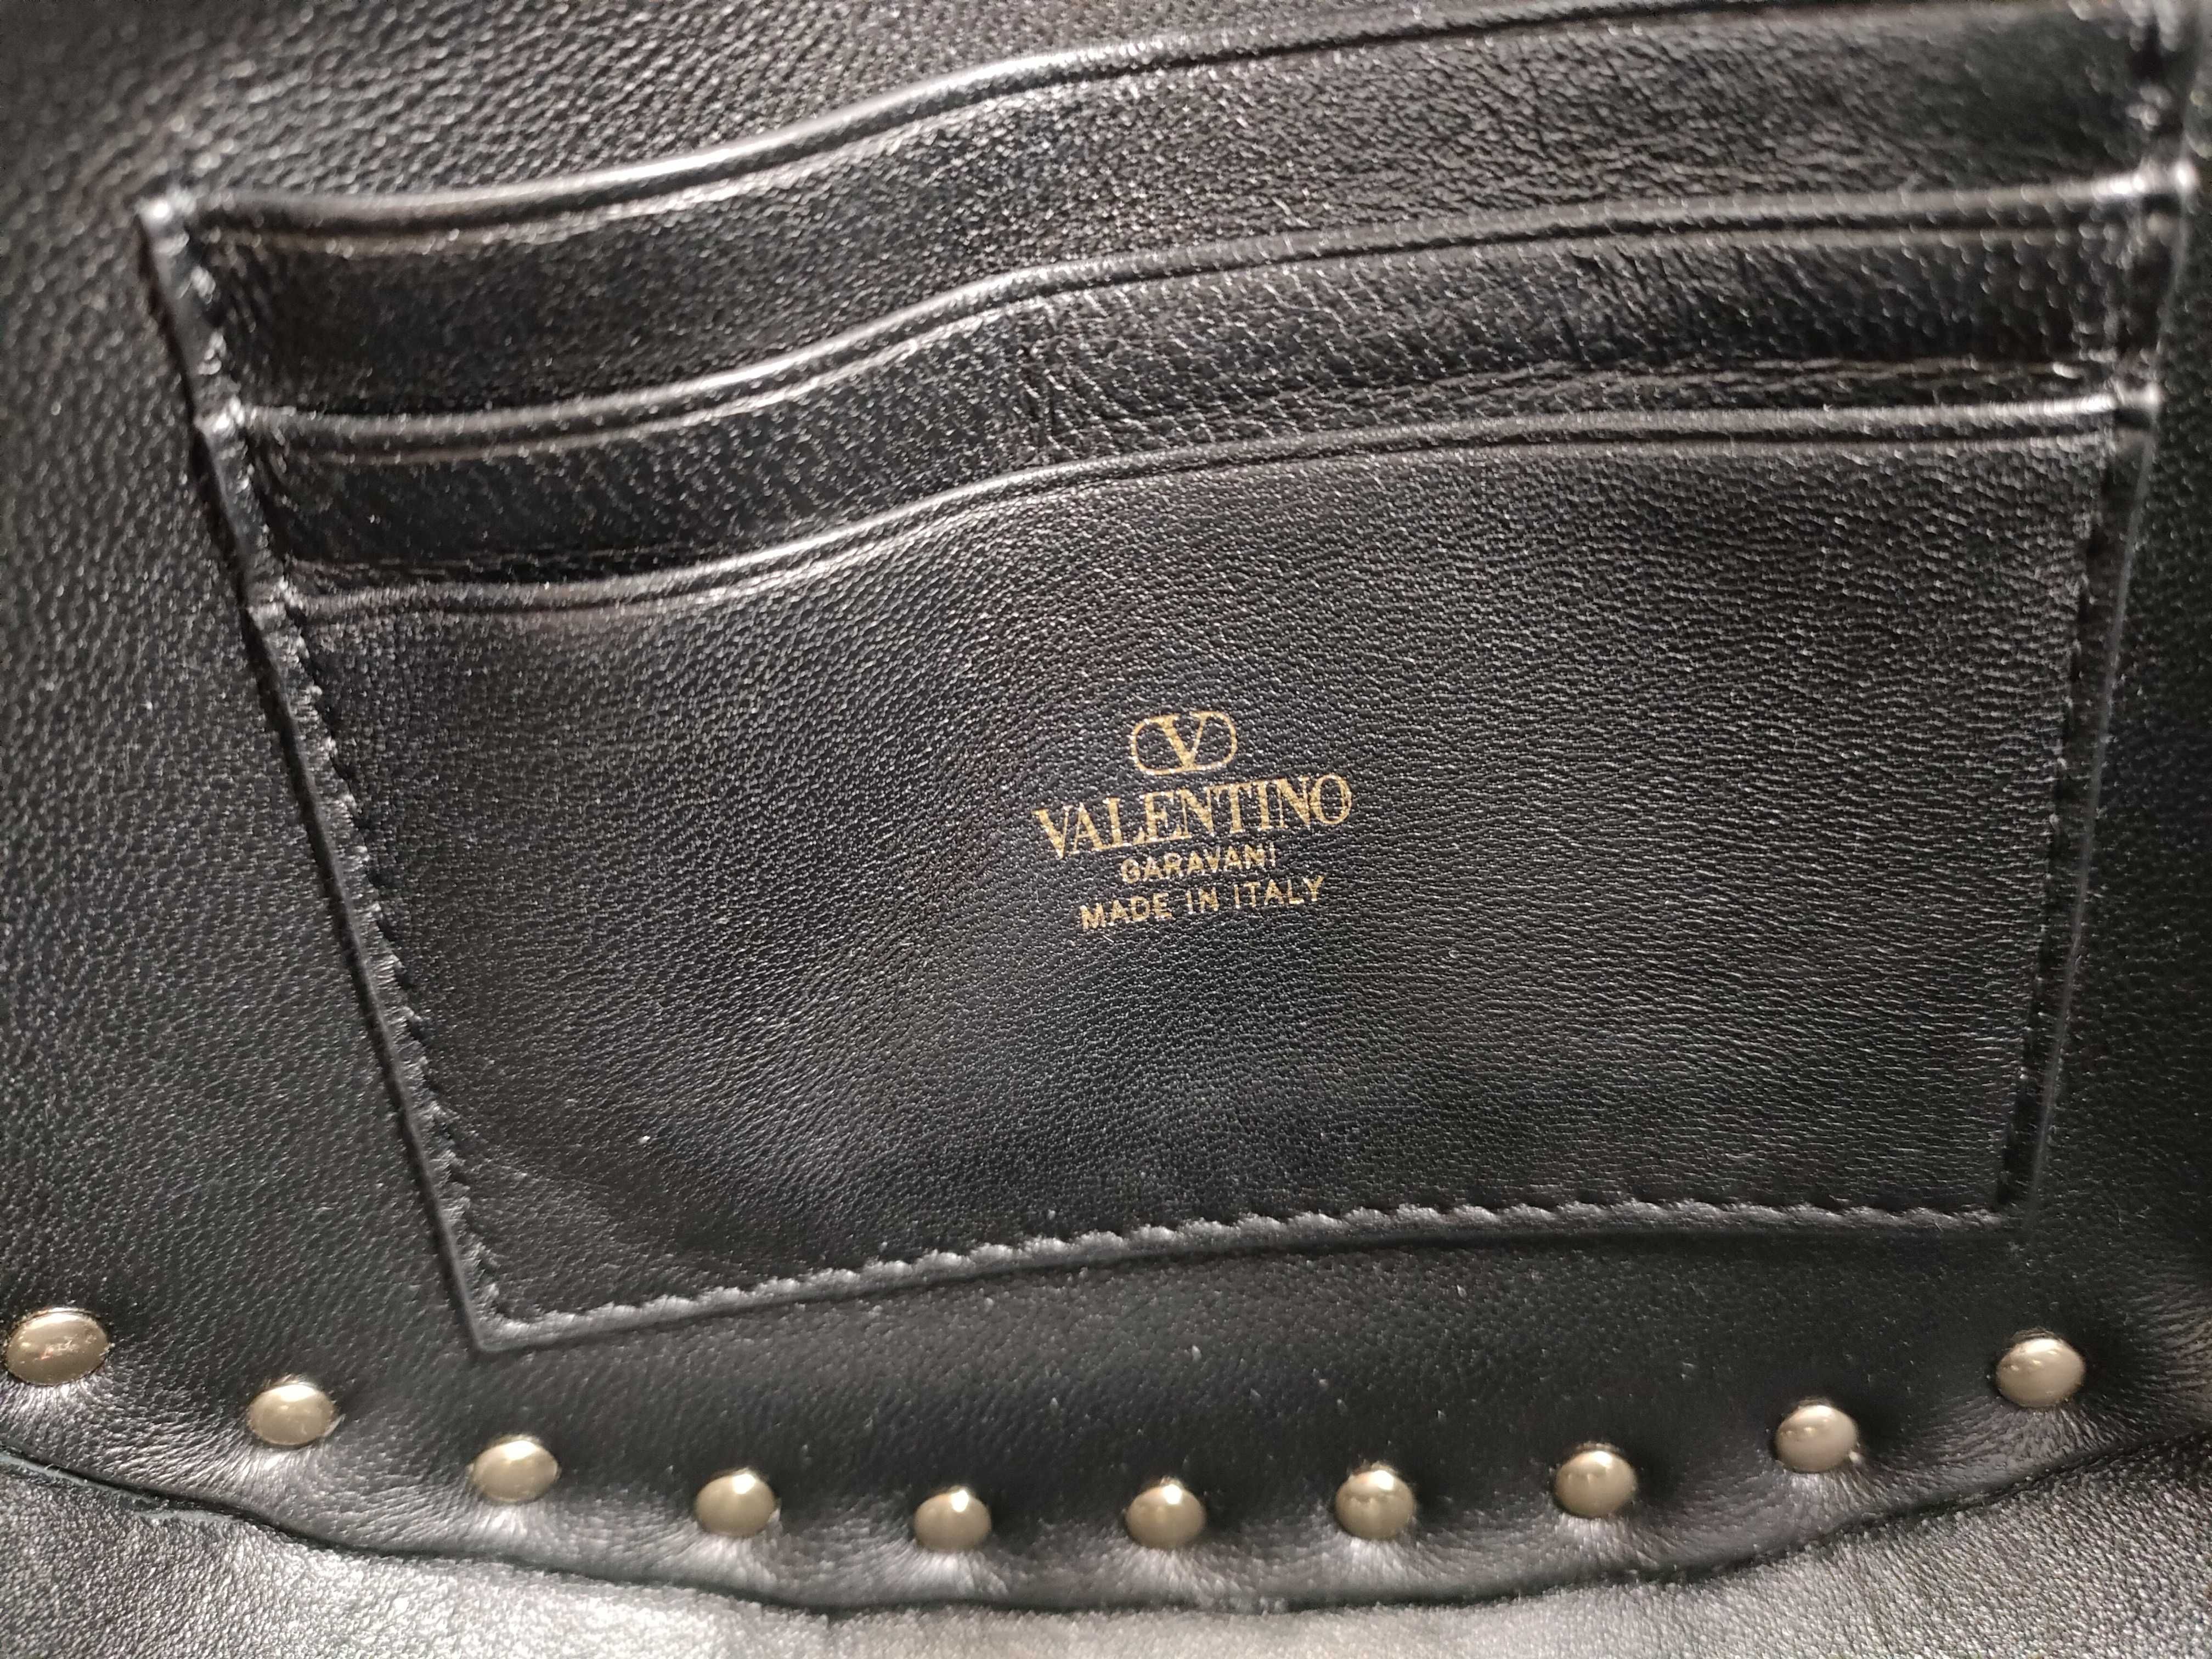 V
VALENTINO
GARAVANI
MADE IN ITALY